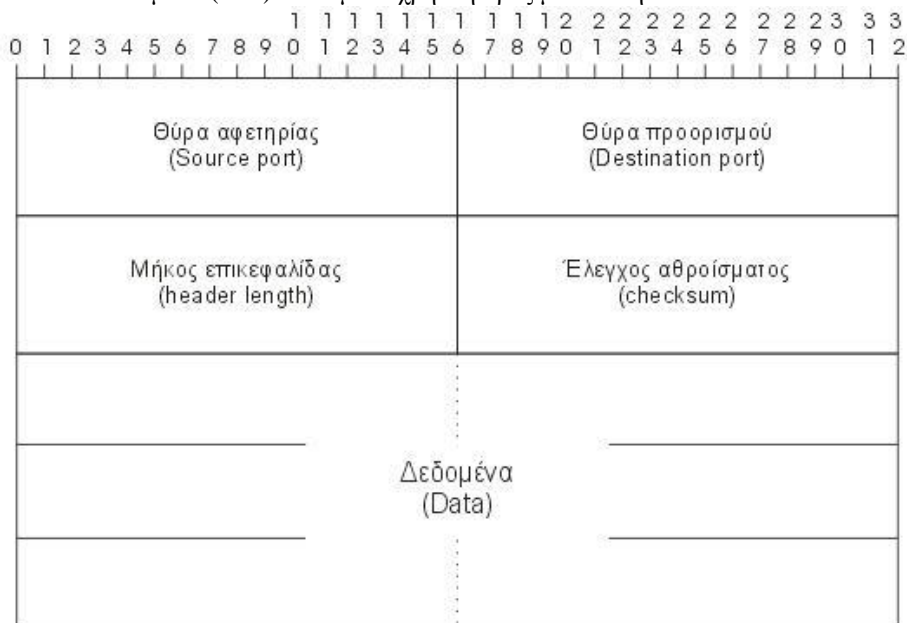 1 1 1 1 1 1 1 1 1 1 2 2 2 2 2 2 2 2 2 2 3 3 3
0 1 2 3 4 5 6 7 8 9 0 1 2 3 4 5 6 7 8 9 0 1 2 3 4 5 6 7 8 9 0 1 2
Θύρα αφετηρίας
(Source port)
Θύρα προορισμού
(Destination port)
Μήκος επικεφαλίδας
(header length)
Έλεγχος αθροίσματος
(checksum)
Δεδομένα
(Data)